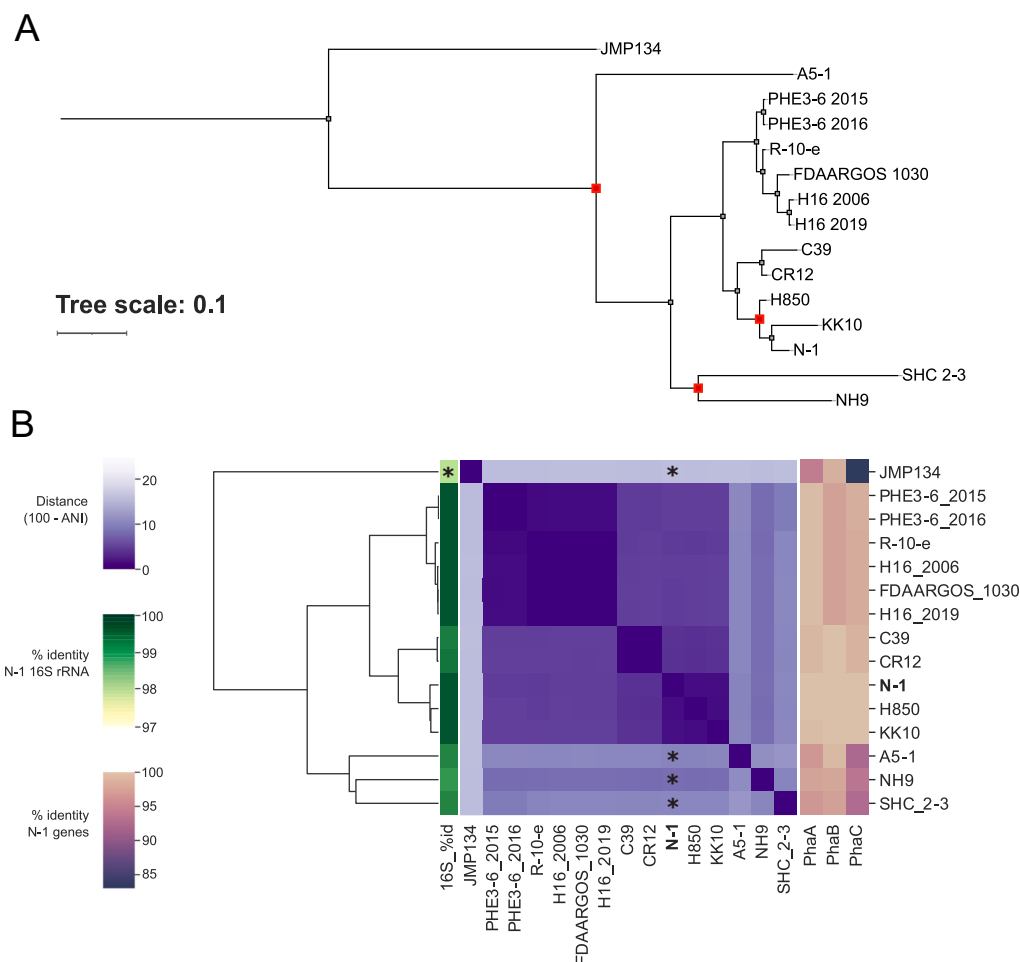 A
JMP134
A5-1
PHE3-6 2015
PHE3-6 2016
R-10-e
FDAARGOS 1030
H16 2006
H16 2019
C39
CR12
H850
KK10
N-1
SHC 2-3
NH9
Tree scale: 0.1
B
Distance
(100 - ANI)
20
10
0
% identity
N-1 16S rRNA
100
99
98
97
% identity
N-1 genes
100
95
90
85
*
*
*
*
*
JMP134
PHE3-6_2015
PHE3-6_2016
R-10-e
H16_2006
FDAARGOS_1030
H16_2019
C39
CR12
N-1
H850
KK10
A5-1
NH9
SHC_2-3
16S_%id
JMP134
PHE3-6_2015
PHE3-6_2016
R-10-e
H16_2006
FDAARGOS_1030
H16_2019
C39
CR12
N-1
H850
KK10
A5-1
NH9
SHC_2-3
PhaA
PhaB
PhaC